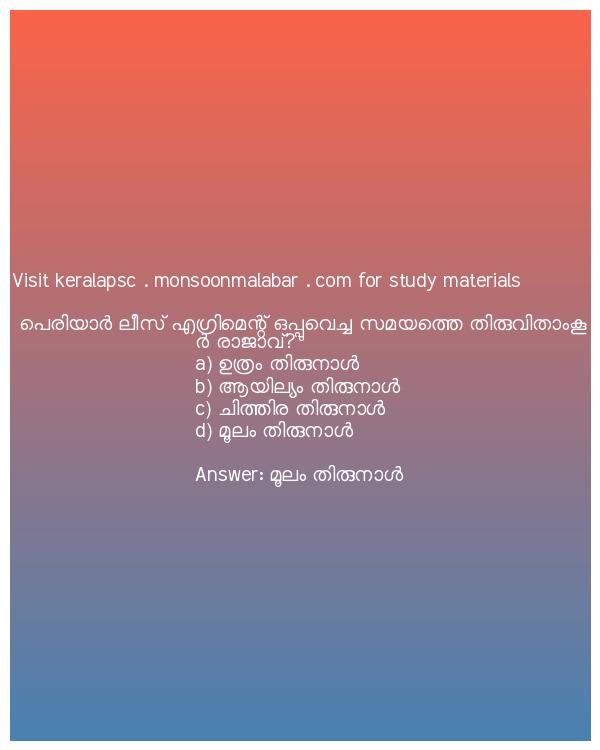 Visit keralapsc . monsoonmalabar . com for study materials
പെരിയാർ ലീസ് എഗ്രിമെന്റ് ഒപ്പുവെച്ച സമയത്തെ തിരുവിതാംകൂ
ർ രാജാവ്?
a) ഉത്രം തിരുനാൾ
b) ആയില്യം തിരുനാൾ
c) ചിത്തിര തിരുനാൾ
d) മൂലം തിരുനാൾ
Answer: മൂലം തിരുനാൾ